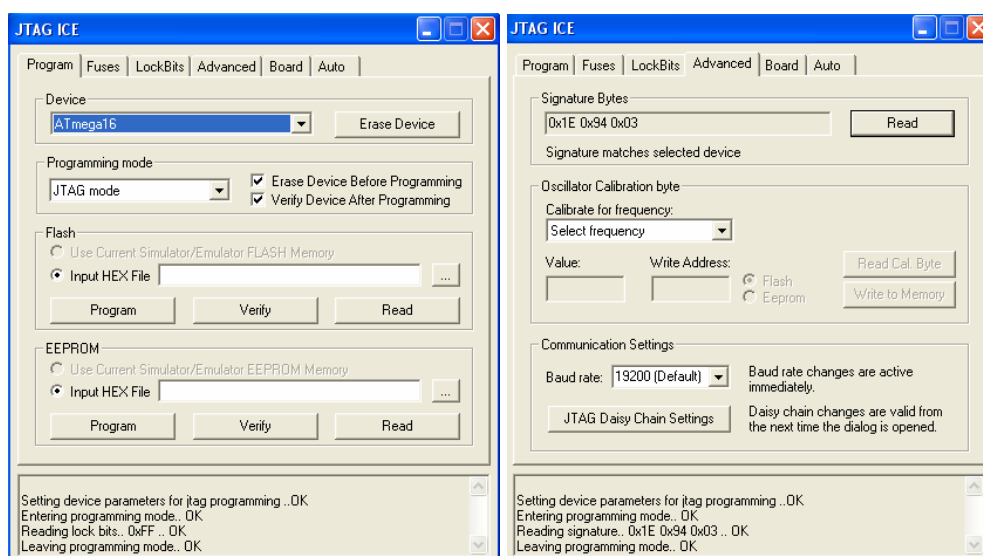 JTAG ICE
Program Fuses LockBits Advanced Board Auto
Device
ATmega16 Erase Device
Programming mode
JTAG mode
Erase Device Before Programming
Verify Device After Programming
Flash
Use Current Simulator/Emulator FLASH Memory
Input HEX File ...
Program Verify Read
EEPROM
Use Current Simulator/Emulator EEPROM Memory
Input HEX File ...
Program Verify Read
Setting device parameters for jtag programming ..OK
Entering programming mode.. OK
Reading lock bits.. 0xFF .. OK
Leaving programming mode.. OK
JTAG ICE
Program Fuses LockBits Advanced Board Auto
Signature Bytes
0x1E 0x94 0x03 Read
Signature matches selected device
Oscillator Calibration byte
Calibrate for frequency:
Select frequency
Value: Write Address:
Flash
Eeprom
Read Cal. Byte
Write to Memory
Communication Settings
Baud rate: 19200 (Default)
Baud rate changes are active
immediately.
JTAG Daisy Chain Settings
Daisy chain changes are valid from
the next time the dialog is opened.
Setting device parameters for jtag programming ..OK
Entering programming mode.. OK
Reading signature.. 0x1E 0x94 0x03 .. OK
Leaving programming mode.. OK